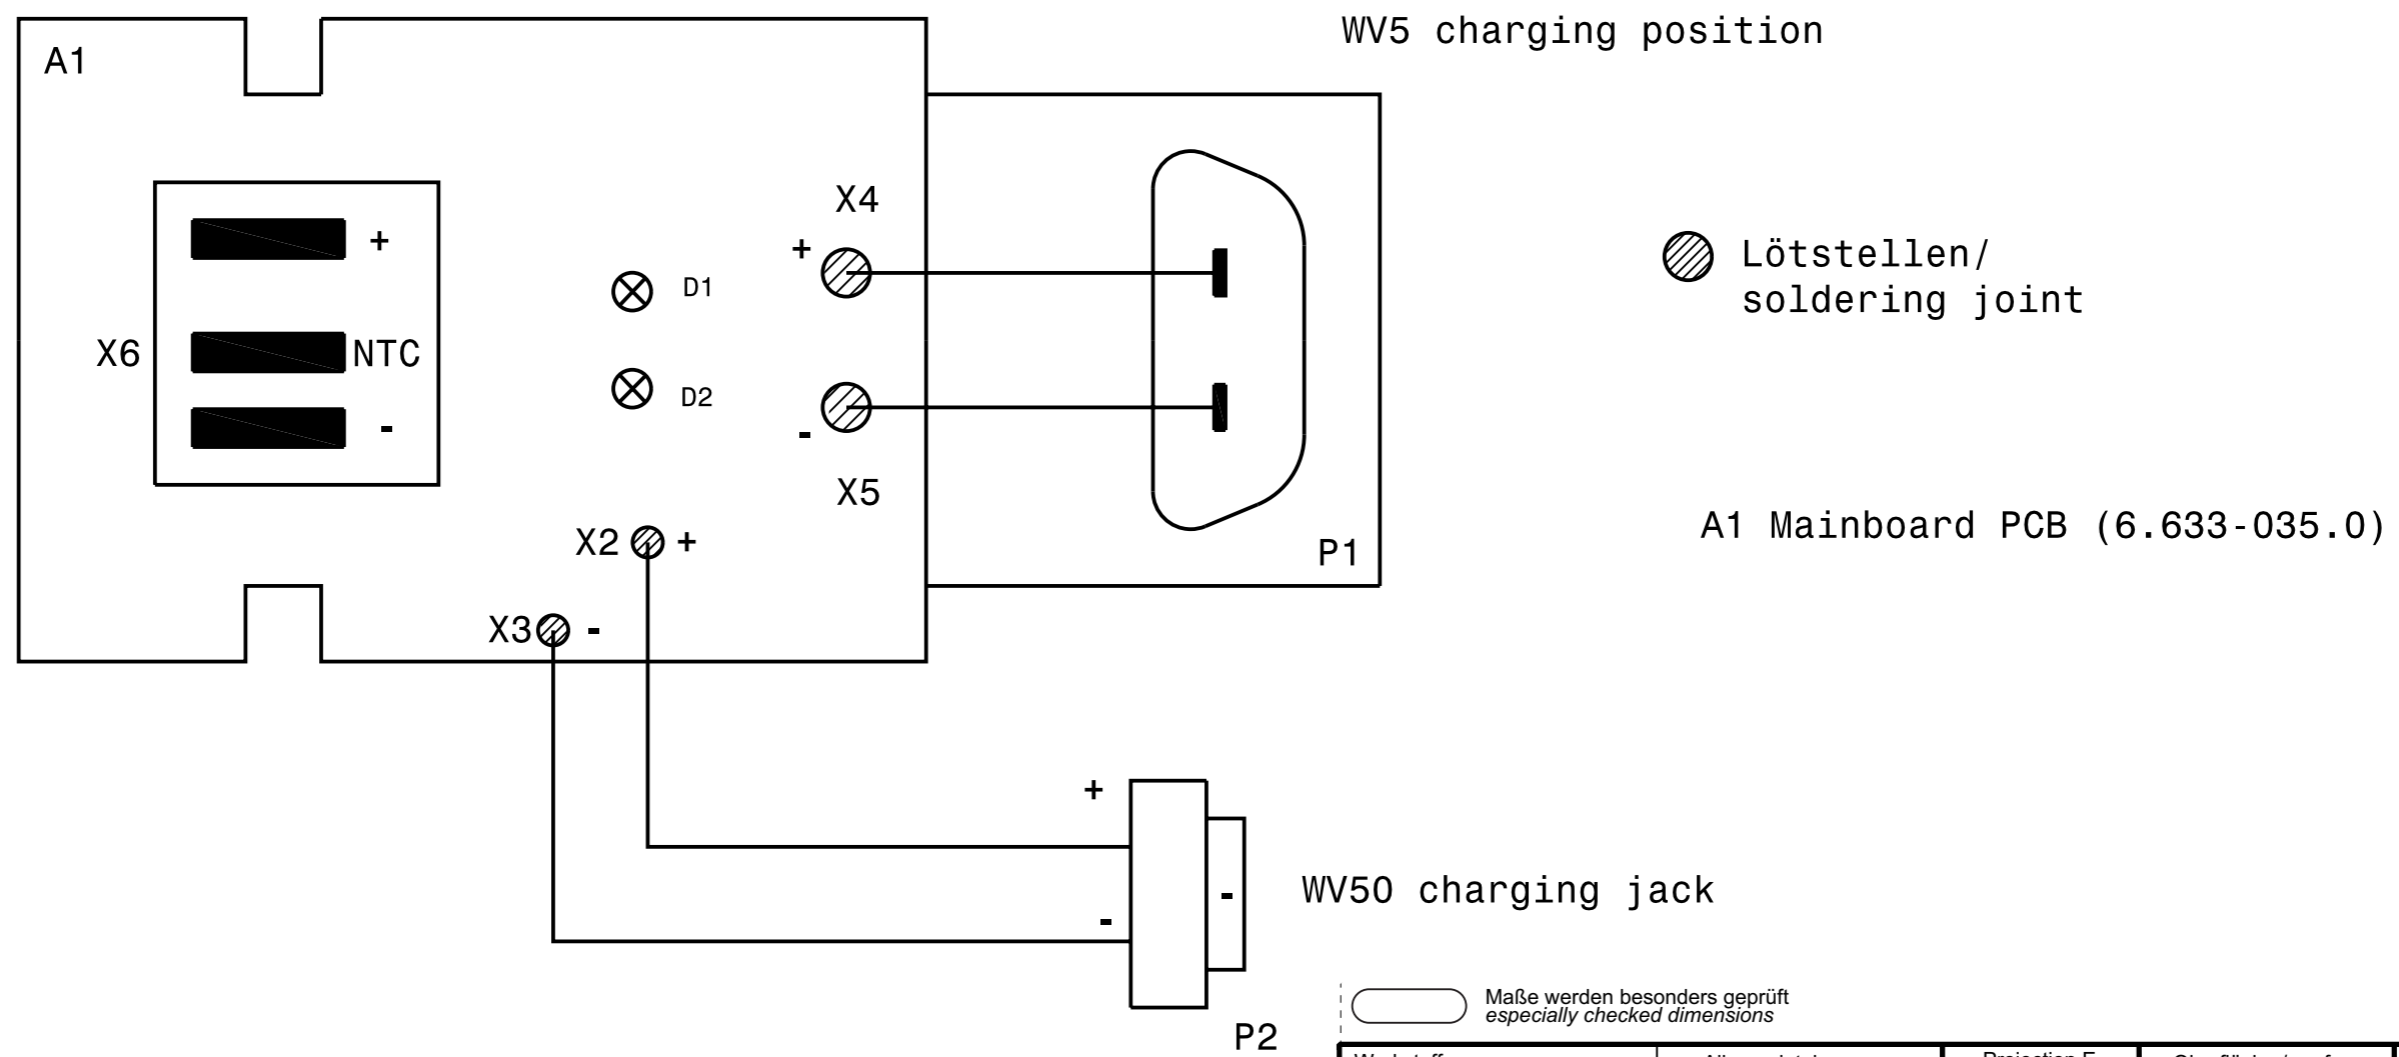 WV5 charging position
A1
X4
+
+
D1
Lötstellen/
soldering joint
X6
NTC
D2
-
-
X5
A1 Mainboard PCB (6.633-035.0)
X2
+
P1
X3
-
+
WV50 charging jack
-
-
Maße werden besonders geprüft
especially checked dimensions
P2